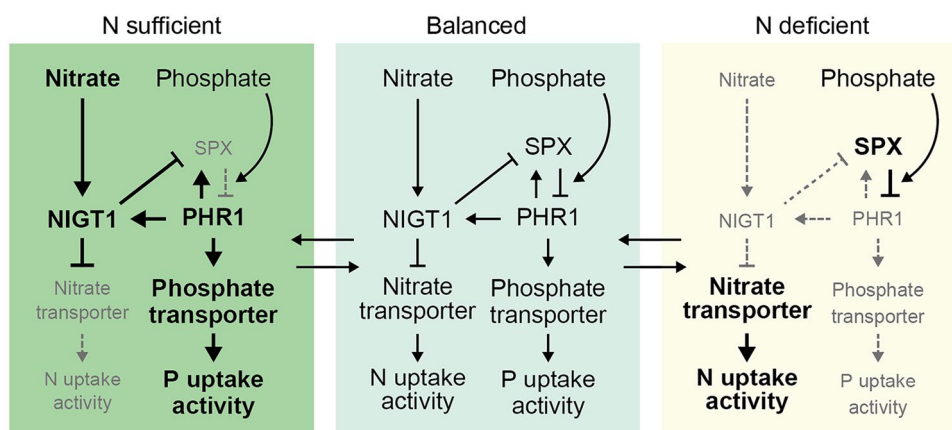 N sufficient
Nitrate
Phosphate
SPX
NIGT1
PHR1
Nitrate
transporter
Phosphate
transporter
N uptake
activity
P uptake
activity
Balanced
Nitrate
Phosphate
SPX
NIGT1
PHR1
Nitrate
transporter
Phosphate
transporter
N uptake
activity
P uptake
activity
N deficient
Nitrate
Phosphate
SPX
NIGT1
PHR1
Nitrate
transporter
Phosphate
transporter
N uptake
activity
P uptake
activity